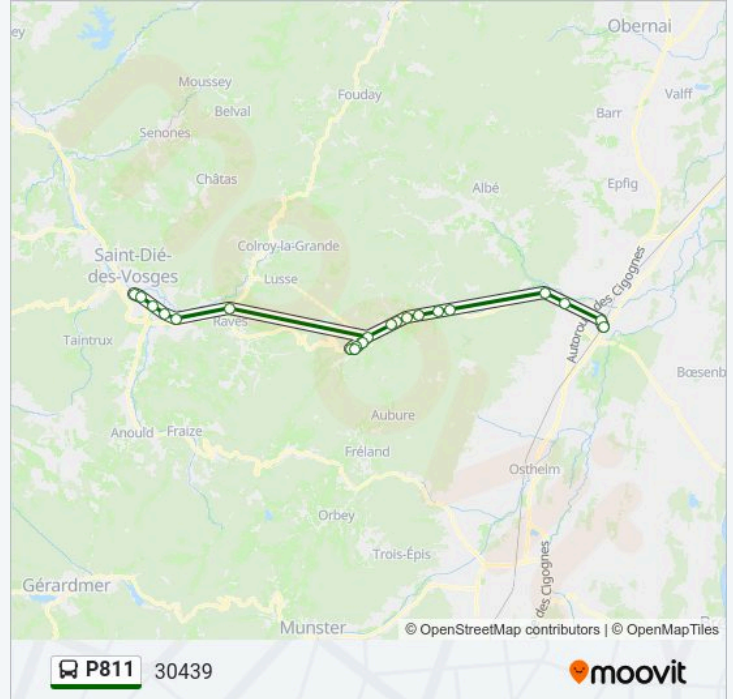 ey
Obernai
Moussey
Fouday
Valff
Belval
Barr
Senones
Châtas
Albé
Epfig
Saint-Dié-
des-Vosges
Colroy-la-Grande
Lusse
Autoroute des Cigognes
Raves
Taintrux
Bœsenb
Aubure
Anould
Fraize
Fréland
Ostheim
Orbey
Trois-Épis
des Cigognes
Gérardmer
Munster
© OpenStreetMap contributors | © OpenMapTiles
P811
30439
moovit